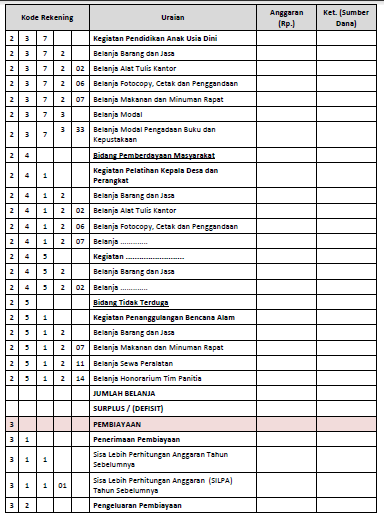 Kode Rekening Uraian Anggaran (Rp.) Ket. (Sumber Dana)
2 3 7 Kegiatan Pendidikan Anak Usia Dini
2 3 7 2 Belanja Barang dan Jasa
2 3 7 2 02 Belanja Alat Tulis Kantor
2 3 7 2 06 Belanja Fotocopy, Cetak dan Penggandaan
2 3 7 2 07 Belanja Makanan dan Minuman Rapat
2 3 7 3 Belanja Modal
2 3 7 3 33 Belanja Modal Pengadaan Buku dan
Kepustakaan
2 4 Bidang Pemberdayaan Masyarakat
2 4 1 Kegiatan Pelatihan Kepala Desa dan
Perangkat
2 4 1 2 Belanja Barang dan Jasa
2 4 1 2 02 Belanja Alat Tulis Kantor
2 4 1 2 06 Belanja Fotocopy, Cetak dan Penggandaan
2 4 1 2 07 Belanja .............
2 4 5 Kegiatan ..........................
2 4 5 2 Belanja Barang dan Jasa
2 4 5 2 02 Belanja .............
2 5 Bidang Tidak Terduga
2 5 1 Kegiatan Penanggulangan Bencana Alam
2 5 1 2 Belanja Barang dan Jasa
2 5 1 2 07 Belanja Makanan dan Minuman Rapat
2 5 1 2 11 Belanja Sewa Peralatan
2 5 1 2 14 Belanja Honorarium Tim Panitia
JUMLAH BELANJA
SURPLUS / (DEFISIT)
3 PEMBIAYAAN
3 1 Penerimaan Pembiayaan
3 1 1 Sisa Lebih Perhitungan Anggaran Tahun
Sebelumnya
3 1 1 01 Sisa Lebih Perhitungan Anggaran (SILPA)
Tahun Sebelumnya
3 2 Pengeluaran Pembiayaan